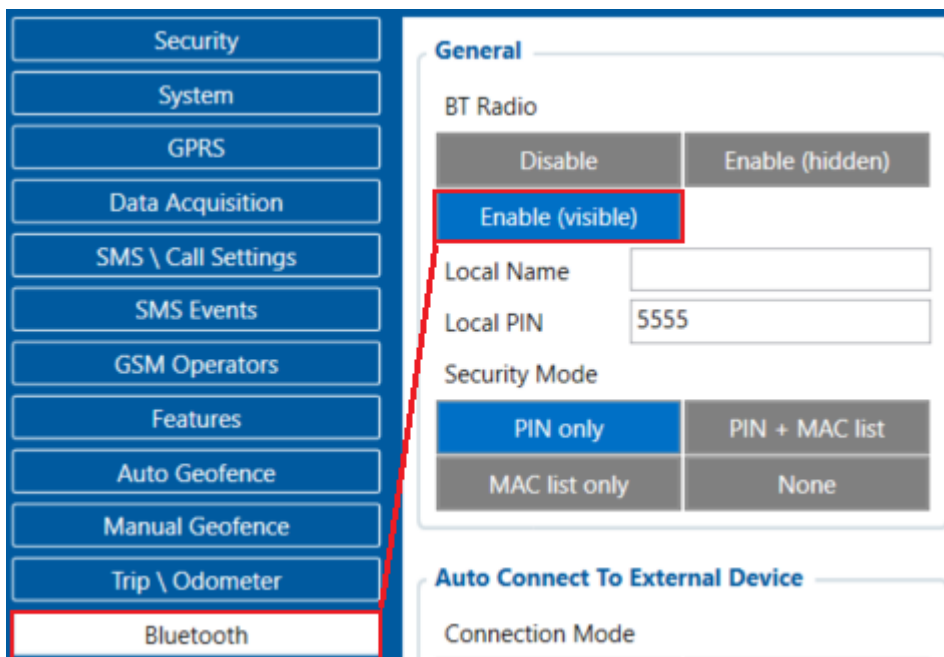 Security
System
GPRS
Data Acquisition
SMS \ Call Settings
SMS Events
GSM Operators
Features
Auto Geofence
Manual Geofence
Trip \ Odometer
Bluetooth
General
BT Radio
Disable
Enable (hidden)
Enable (visible)
Local Name
Local PIN
5555
Security Mode
PIN only
PIN + MAC list
MAC list only
None
Auto Connect To External Device
Connection Mode